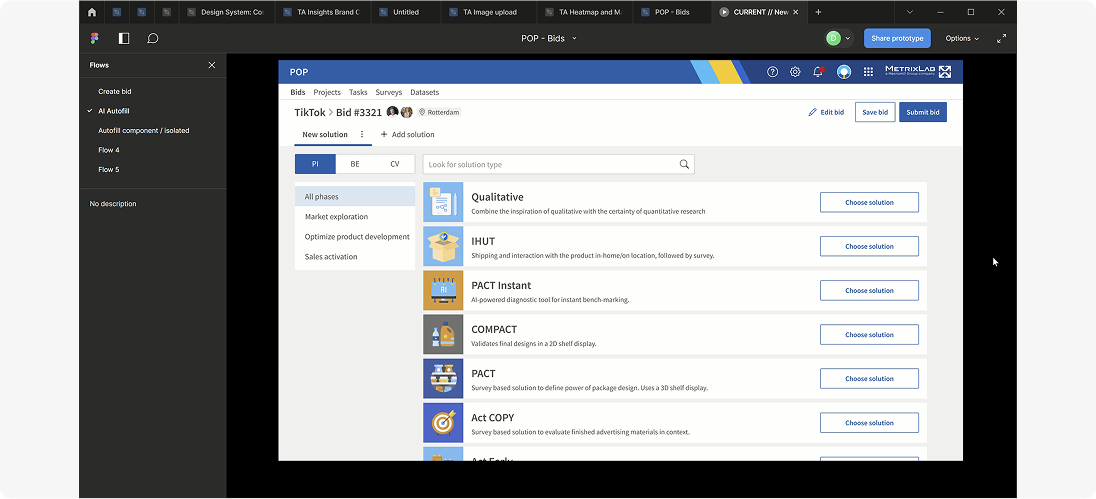 Design System: Co
TA Insights Brand C
Untitled
TA Image upload
TA Heatmap and M
POP - Bids
CURRENT // New
POP - Bids
D
Share prototype
Options
Flows
Create bid
AI Autofill
Autofill component / isolated
Flow 4
Flow 5
No description
POP
METRIXLAB
Bids Projects Tasks Surveys Datasets
TikTok > Bid #3321
Rotterdam
Edit bid
Save bid
Submit bid
New solution
Add solution
PI BE CV
Look for solution type
All phases
Market exploration
Optimize product development
Sales activation
Qualitative
Combine the inspiration of qualitative with the certainty of quantitative research
Choose solution
IHUT
Shipping and interaction with the product in-home/on location, followed by survey.
Choose solution
PACT Instant
AI-powered diagnostic tool for instant bench-marking.
Choose solution
COMPACT
Validates final designs in a 2D shelf display.
Choose solution
PACT
Survey based solution to define power of package design. Uses a 3D shelf display.
Choose solution
Act COPY
Survey based solution to evaluate finished advertising materials in context.
Choose solution
Act Early